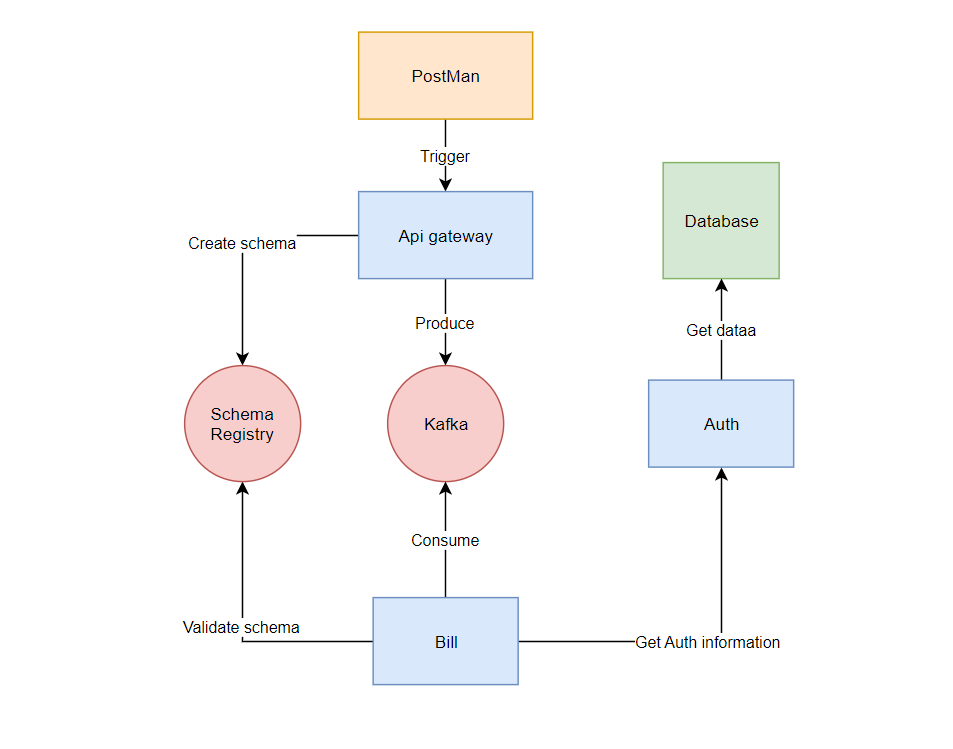 PostMan
Trigger
Api gateway
Database
Create schema
Produce
Get dataa
Schema
Registry
Kafka
Auth
Consume
Validate schema
Bill
Get Auth information